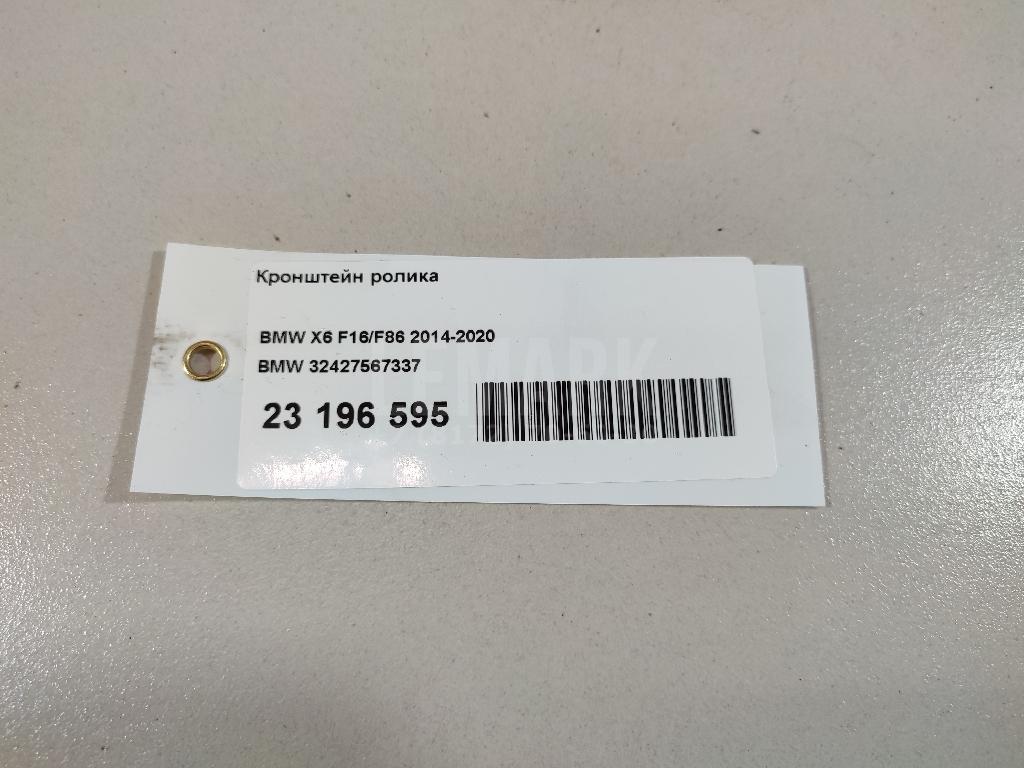 Кронштейн ролика
BMW X6 F16/F86 2014-2020
BMW 32427567337
23 196 595